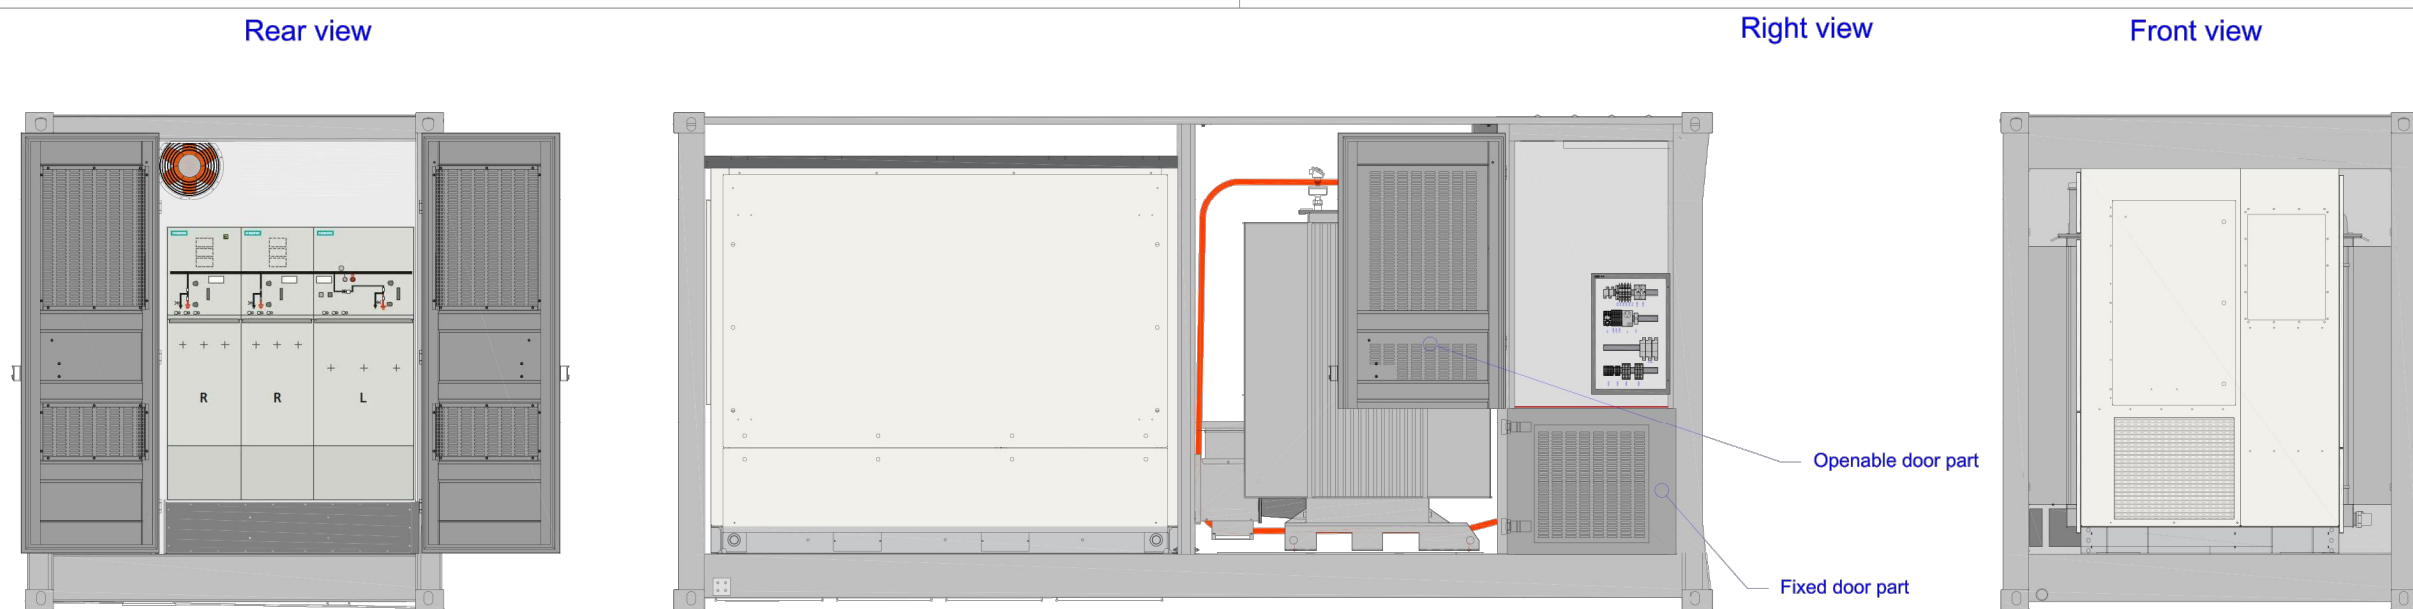 Rear view
Right view
Front view
R
R
L
Openable door part
Fixed door part